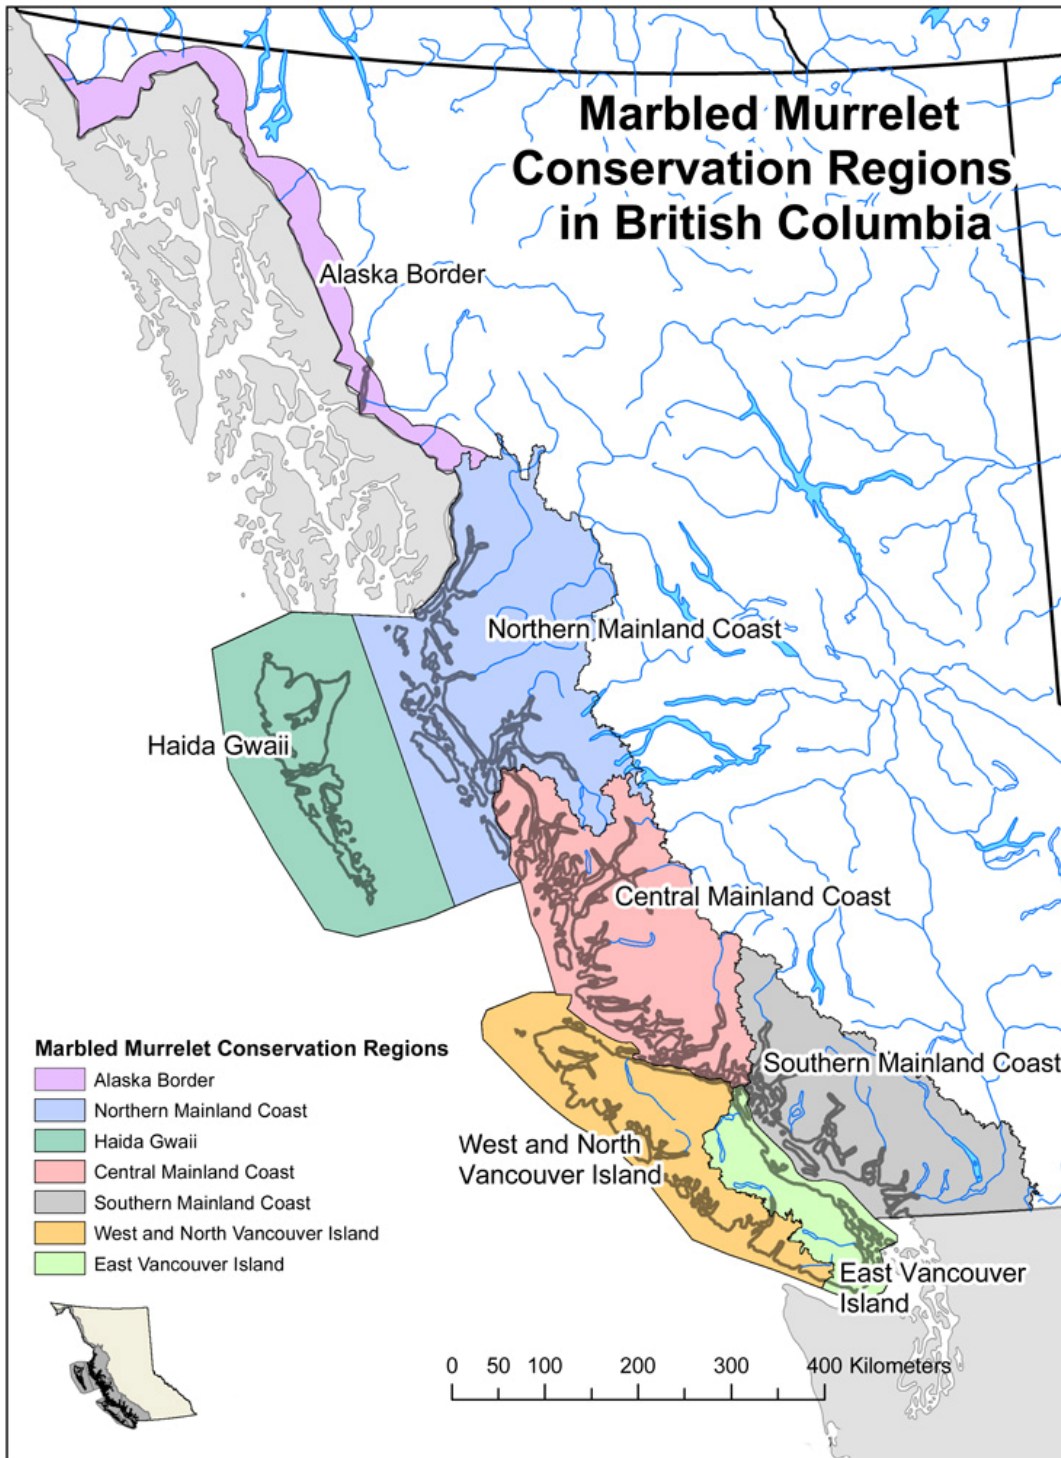 Marbled Murrelet
Conservation Regions
in British Columbia
Alaska Border
Northern Mainland Coast
Haida Gwaii
Central Mainland Coast
Southern Mainland Coast
West and North
Vancouver Island
East Vancouver
Island
Marbled Murrelet Conservation Regions
Alaska Border
Northern Mainland Coast
Haida Gwaii
Central Mainland Coast
Southern Mainland Coast
West and North Vancouver Island
East Vancouver Island
0 50 100 200 300 400 Kilometers